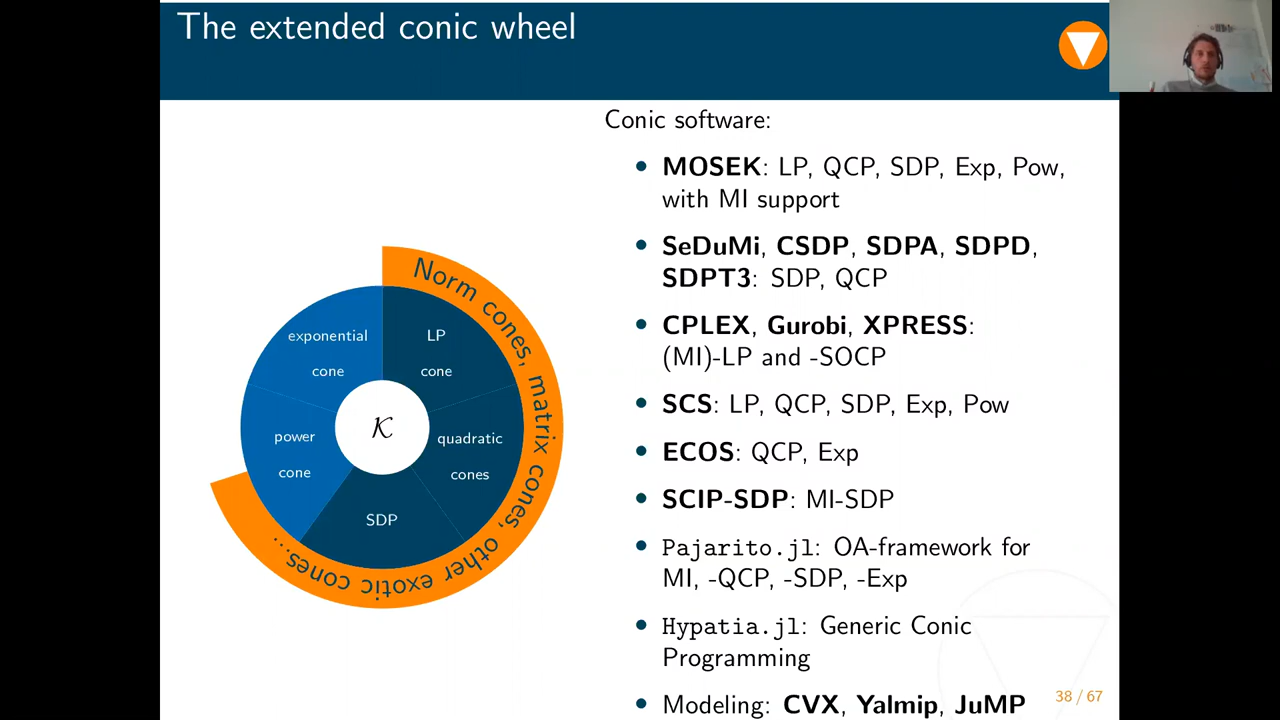 The extended conic wheel
Conic software:
• MOSEK: LP, QCP, SDP, Exp, Pow,
with MI support
• SeDuMi, CSDP, SDPA, SDPD,
SDPT3: SDP, QCP
• CPLEX, Gurobi, XPRESS:
(MI)-LP and -SOCP
• SCS: LP, QCP, SDP, Exp, Pow
• ECOS: QCP, Exp
• SCIP-SDP: MI-SDP
• Pajarito.jl: OA-framework for
MI, -QCP, -SDP, -Exp
• Hypatia.jl: Generic Conic
Programming
• Modeling: CVX, Yalmip, JuMP
Norm cones, matrix cones, other exotic cones...
exponential
cone
LP
cone
power
cone
K
quadratic
cones
SDP
38 / 67